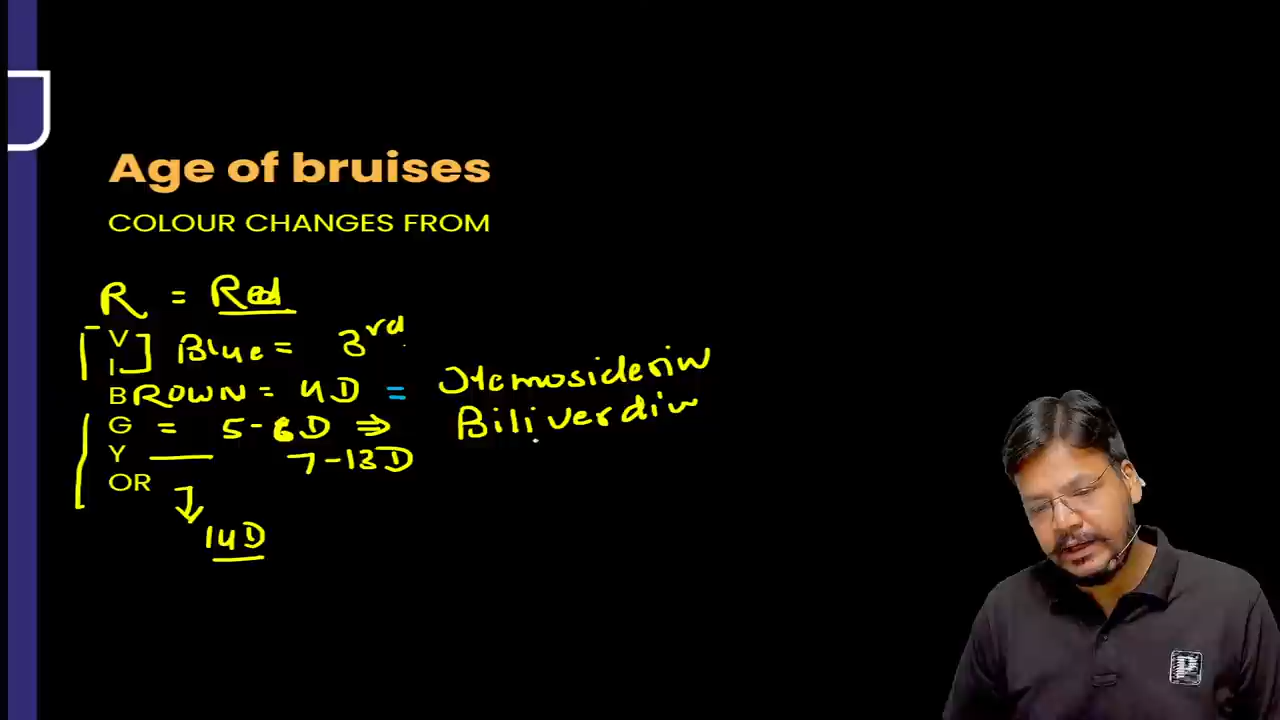 Age of bruises
COLOUR CHANGES FROM
R = Red
V
I
Blue = 3rd
BROWN = 4D = Hemosiderin
G = 5-6D ⇒ Biliverdin
Y — 7-13D
OR
14D
P